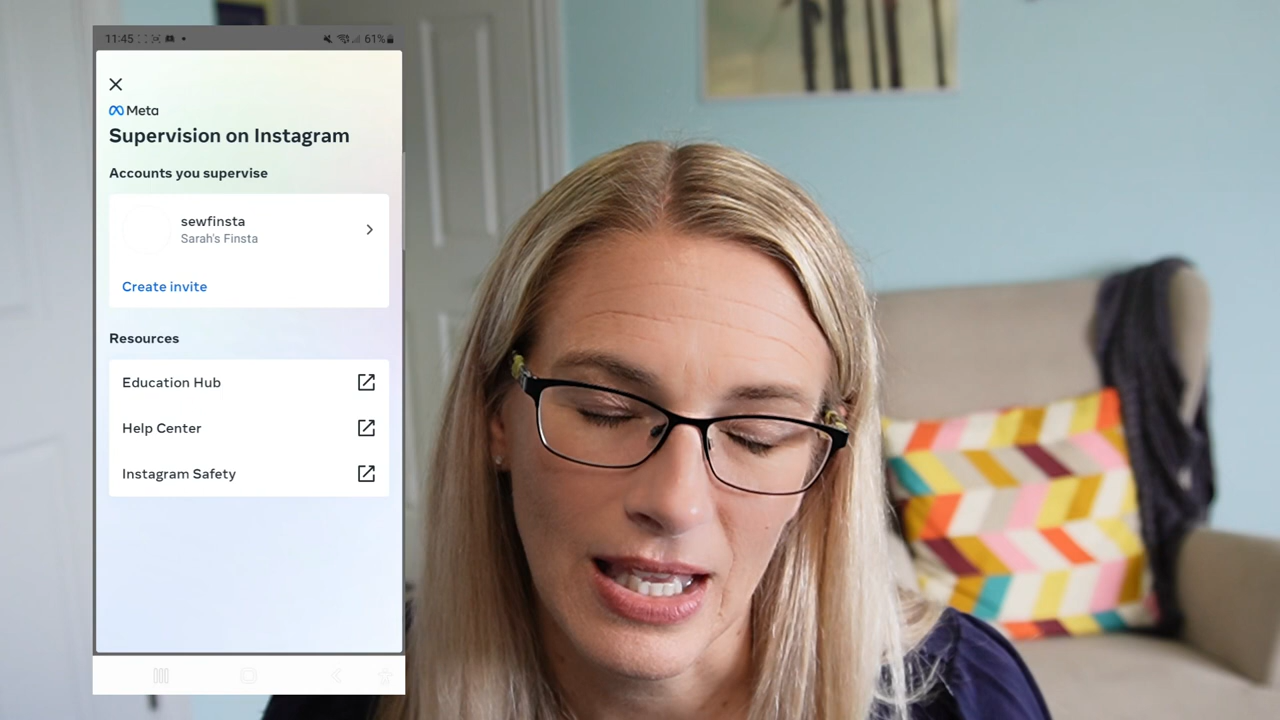 11:45
61%
Meta
Supervision on Instagram
Accounts you supervise
sewfinsta
Sarah's Finsta
Create invite
Resources
Education Hub
Help Center
Instagram Safety